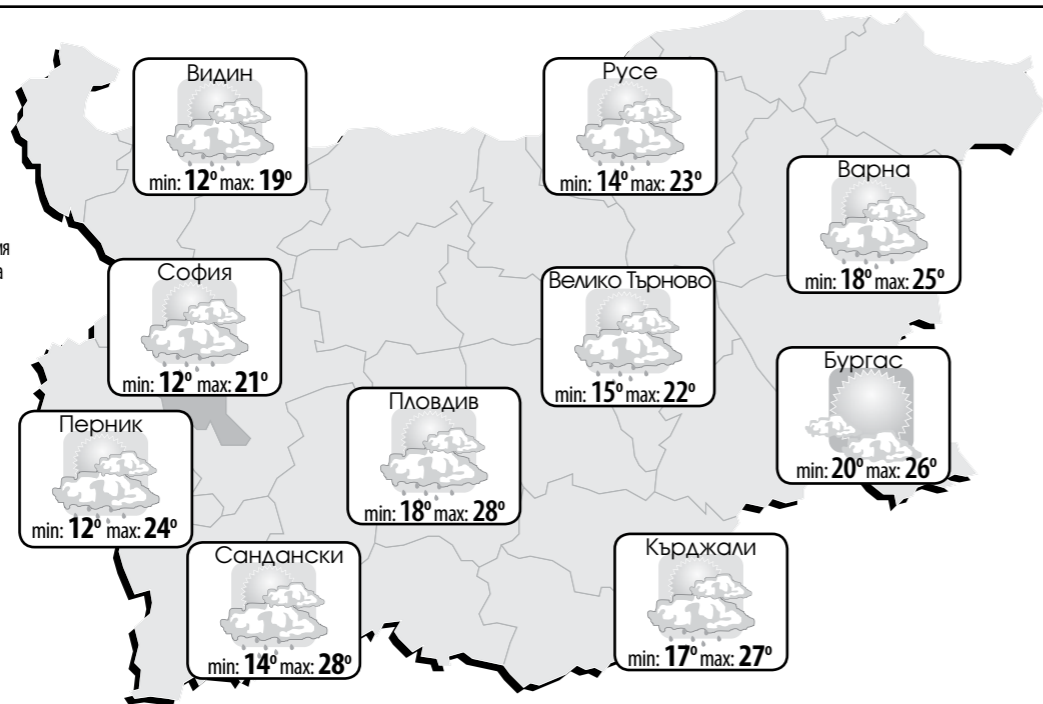 Видин
min: 12° max: 19°
Русе
min: 14° max: 23°
Варна
min: 18° max: 25°
София
min: 12° max: 21°
Велико Търново
min: 15° max: 22°
Бургас
min: 20° max: 26°
Пловдив
min: 18° max: 28°
Перник
min: 12° max: 24°
Сандански
min: 14° max: 28°
Кърджали
min: 17° max: 27°